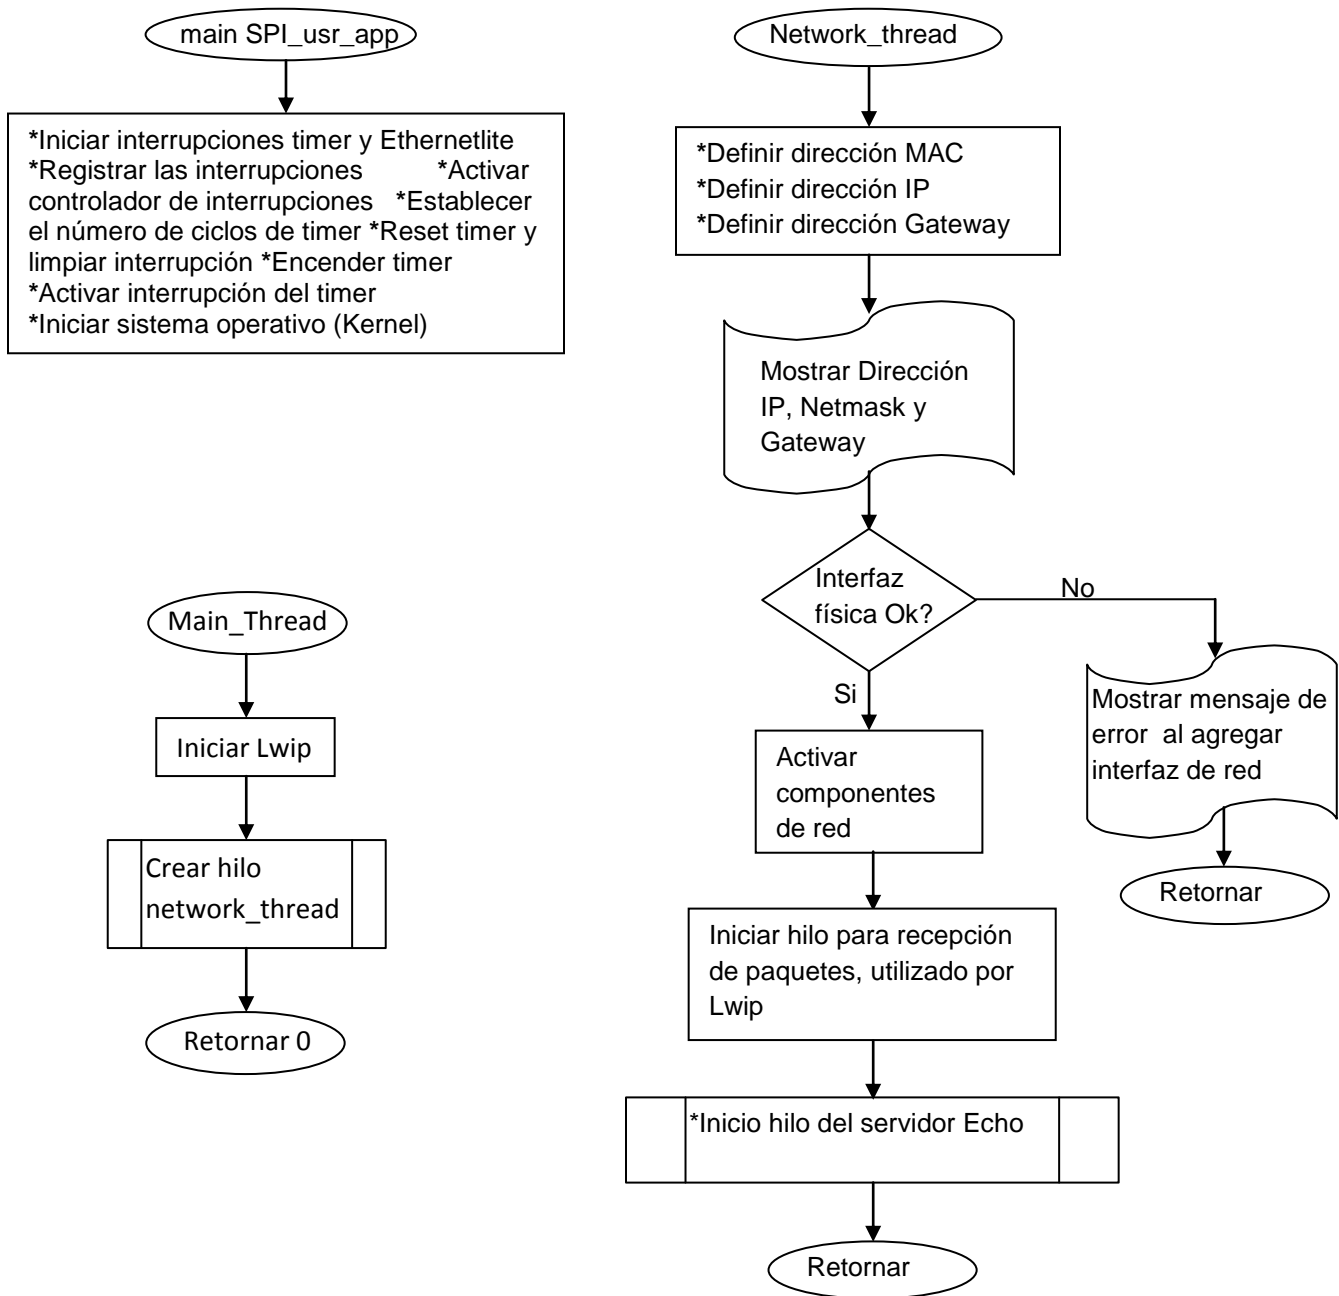 main SPI_usr_app
*Iniciar interrupciones timer y Ethernetlite
*Registrar las interrupciones *Activar
controlador de interrupciones *Establecer
el número de ciclos de timer *Reset timer y
limpiar interrupción *Encender timer
*Activar interrupción del timer
*Iniciar sistema operativo (Kernel)
Main_Thread
Iniciar Lwip
Crear hilo
network_thread
Retornar 0
Network_thread
*Definir dirección MAC
*Definir dirección IP
*Definir dirección Gateway
Mostrar Dirección
IP, Netmask y
Gateway
Interfaz
física Ok?
No
Mostrar mensaje de
error al agregar
interfaz de red
Retornar
Si
Activar
componentes
de red
Iniciar hilo para recepción
de paquetes, utilizado por
Lwip
*Inicio hilo del servidor Echo
Retornar